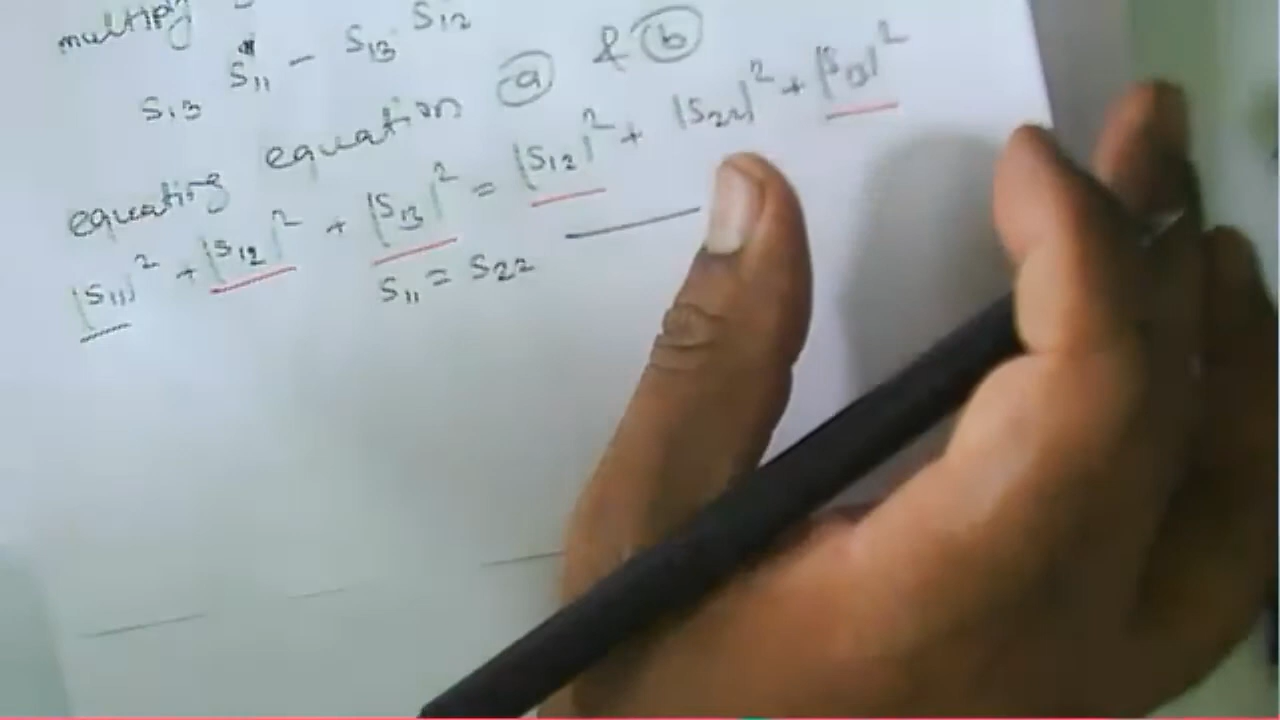 multiply
S₁₃ S₁₁* - S₁₃ S₁₂
equating equation ⓐ & ⓑ
|S₁₁|² + |S₁₂|² + |S₁₃|² = |S₁₂|² + |S₂₂|² + |S₁₃|²
S₁₁ = S₂₂